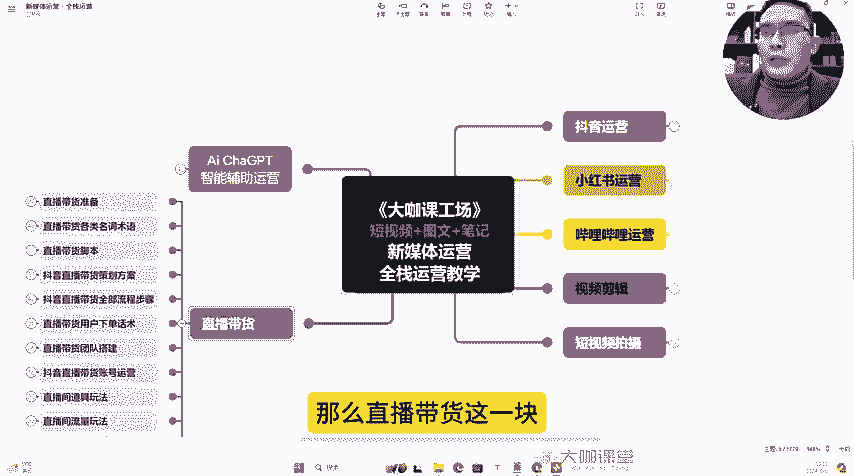 新媒体运营·全栈运营
Ai ChaGPT
智能辅助运营
直播带货准备
直播带货各类名词术语
直播带货脚本
抖音直播带货策划方案
抖音直播带货全部流程步骤
直播带货用户下单话术
直播带货团队搭建
抖音直播带货账号运营
直播间道具玩法
直播间流量玩法
直播带货
《大咖课工场》
短视频+图文+笔记
新媒体运营
全栈运营教学
抖音运营
小红书运营
哔哩哔哩运营
视频剪辑
短视频拍摄
那么直播带货这一块
大咖课堂